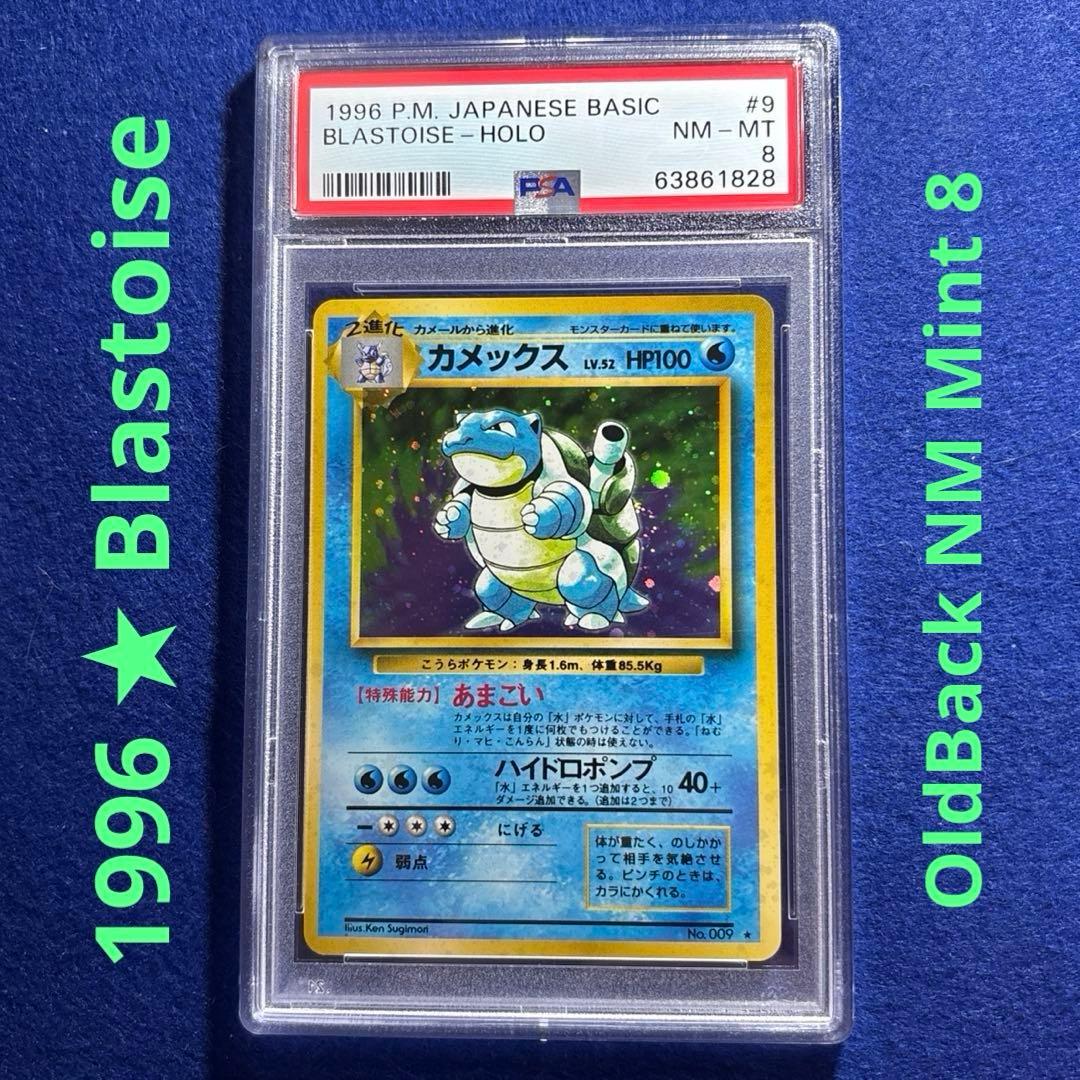 1996 ★ Blastoise
1996 P.M. JAPANESE BASIC #9
BLASTOISE - HOLO NM - MT
8
PSA 63861828
2進化 カメールから進化 モンスターカードに重ねて使います。
カメックス LV.52 HP100
こうらポケモン：身長1.6m、体重85.5Kg
【特殊能力】あまごい
カメックスは自分の「水」ポケモンに対して、手札の「水」
エネルギーを1度に何枚でもつけることができる。「ねむ
り・マヒ・こんらん」状態の時は使えない。
ハイドロポンプ 40+
「水」エネルギーを1つ追加すると、10
ダメージ追加できる。（追加は2つまで）
にげる
弱点
体が重たく、のしかか
って相手を気絶させ
る。ピンチのときは、
カラにかくれる。
Illus.Ken Sugimori No. 009 ★
OldBack NM Mint 8